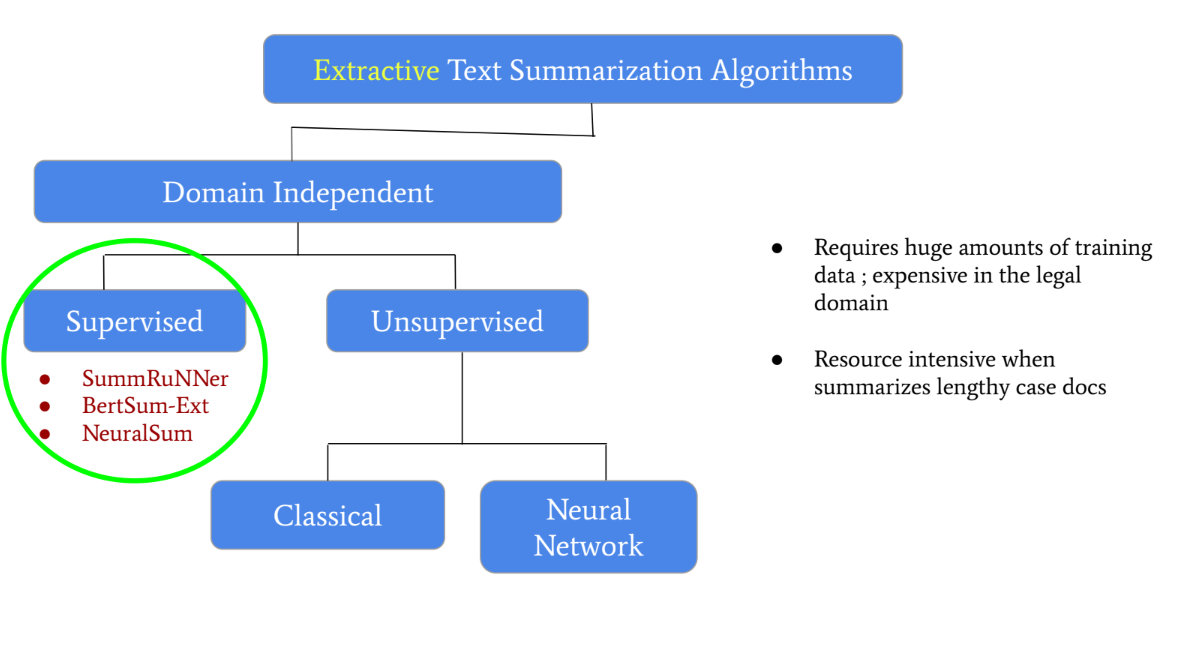 Extractive Text Summarization Algorithms
Domain Independent
Supervised
Unsupervised
● SummRuNNer
● BertSum-Ext
● NeuralSum
Classical
Neural
Network
● Requires huge amounts of training
data ; expensive in the legal
domain
● Resource intensive when
summarizes lengthy case docs